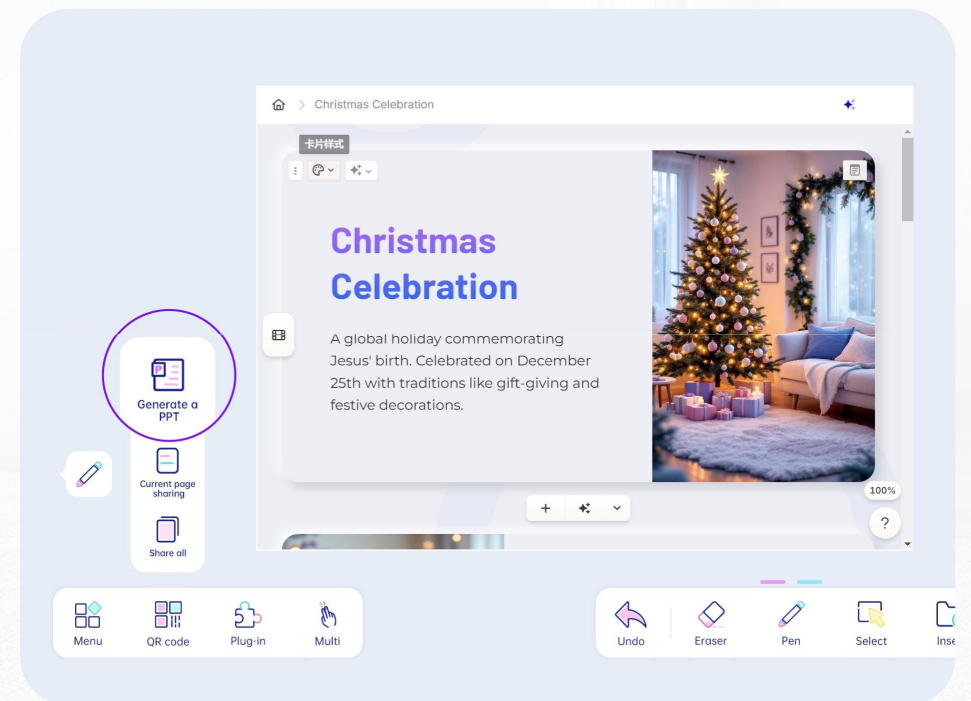 Christmas Celebration
卡片样式
Christmas
Celebration
A global holiday commemorating
Jesus' birth. Celebrated on December
25th with traditions like gift-giving and
festive decorations.
100%
?
P
Generate a
PPT
Current page
sharing
Share all
Menu
QR code
Plug-in
Multi
Undo
Eraser
Pen
Select
Inse